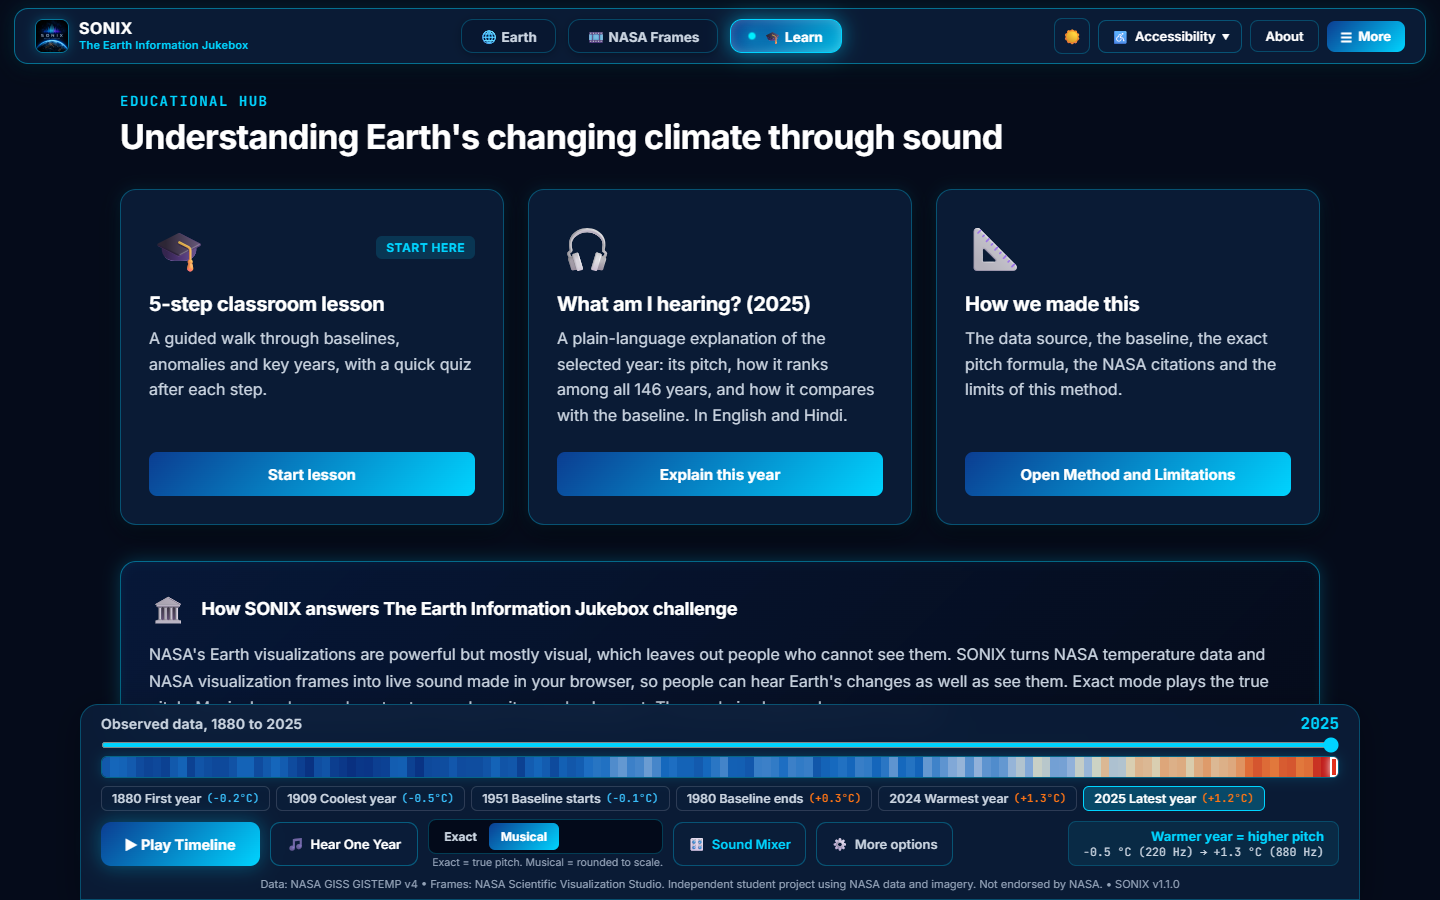 SONIX
The Earth Information Jukebox
Earth
NASA Frames
Learn
Accessibility ▼
About
☰ More
EDUCATIONAL HUB
Understanding Earth's changing climate through sound
START HERE
5-step classroom lesson
A guided walk through baselines,
anomalies and key years, with a quick quiz
after each step.
Start lesson
What am I hearing? (2025)
A plain-language explanation of the
selected year: its pitch, how it ranks
among all 146 years, and how it compares
with the baseline. In English and Hindi.
Explain this year
How we made this
The data source, the baseline, the exact
pitch formula, the NASA citations and the
limits of this method.
Open Method and Limitations
How SONIX answers The Earth Information Jukebox challenge
NASA's Earth visualizations are powerful but mostly visual, which leaves out people who cannot see them. SONIX turns NASA temperature data and
NASA visualization frames into live sound made in your browser, so people can hear Earth's changes as well as see them. Exact mode plays the true
Observed data, 1880 to 2025
2025
1880 First year (-0.2°C)
1909 Coolest year (-0.5°C)
1951 Baseline starts (-0.1°C)
1980 Baseline ends (+0.3°C)
2024 Warmest year (+1.3°C)
2025 Latest year (+1.2°C)
▶ Play Timeline
Hear One Year
Exact
Musical
Exact = true pitch. Musical = rounded to scale.
Sound Mixer
More options
Warmer year = higher pitch
-0.5 °C (220 Hz) → +1.3 °C (880 Hz)
Data: NASA GISS GISTEMP v4 • Frames: NASA Scientific Visualization Studio. Independent student project using NASA data and imagery. Not endorsed by NASA. • SONIX v1.1.0